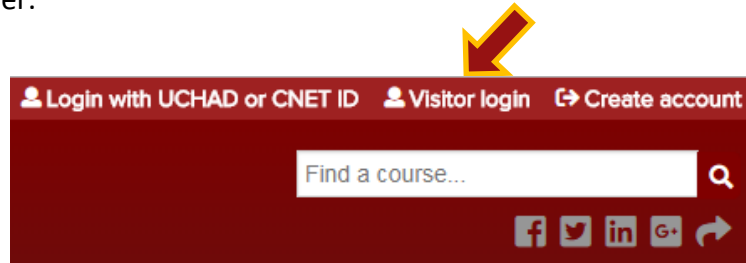 er.
Login with UCHAD or CNET ID Visitor login Create account
Find a course...